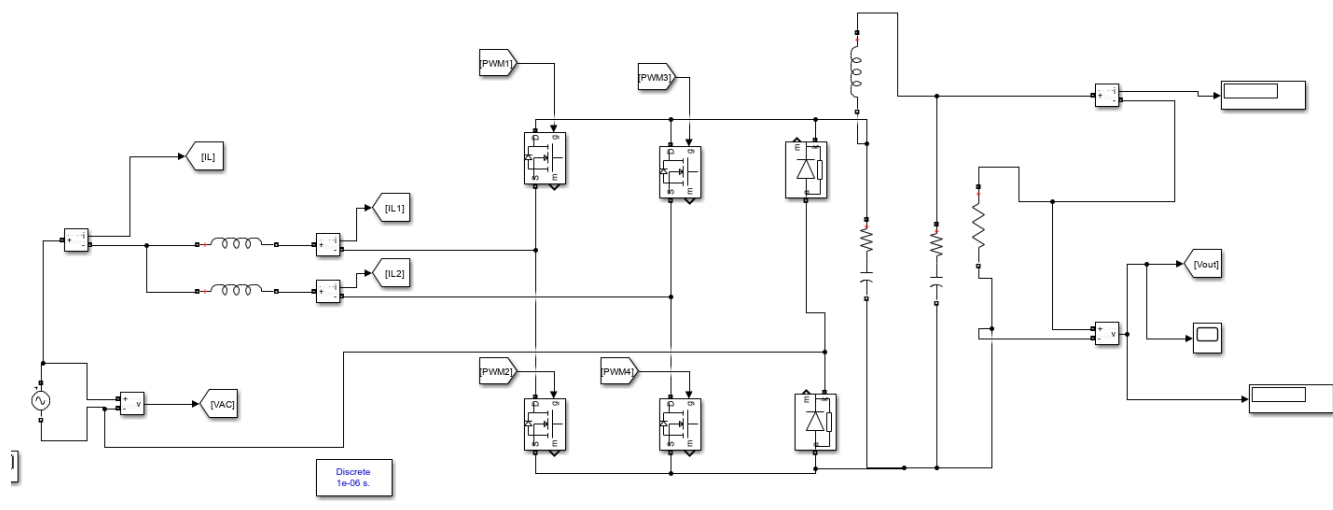 [PWM1]
[PWM3]
[IL]
[IL1]
[IL2]
[Vout]
[PWM2]
[PWM4]
[VAC]
Discrete
1e-06 s.
g
D
S
m
g
D
S
m
m
k
a
g
D
S
m
g
D
S
m
m
k
a
+
-
i
+
-
i
+
-
i
+
-
i
+
-
v
+
-
v